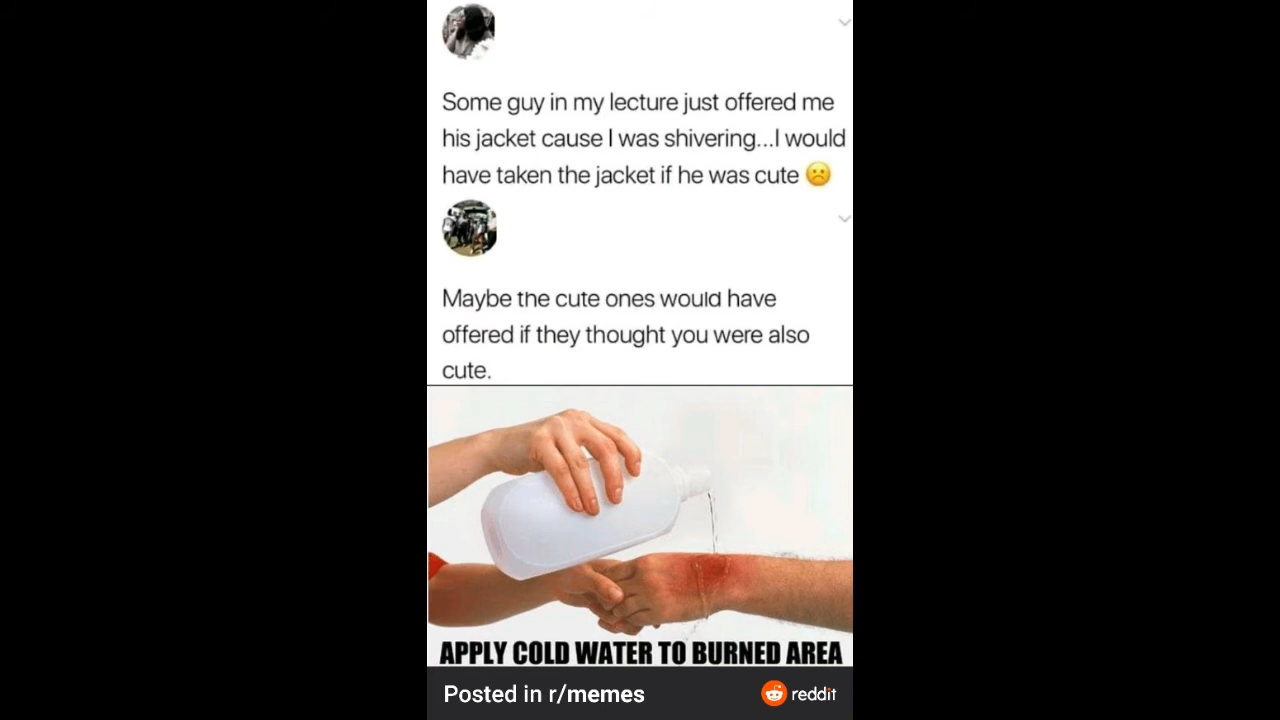 Some guy in my lecture just offered me
his jacket cause I was shivering...I would
have taken the jacket if he was cute ☹️
Maybe the cute ones would have
offered if they thought you were also
cute.
APPLY COLD WATER TO BURNED AREA
Posted in r/memes
reddit